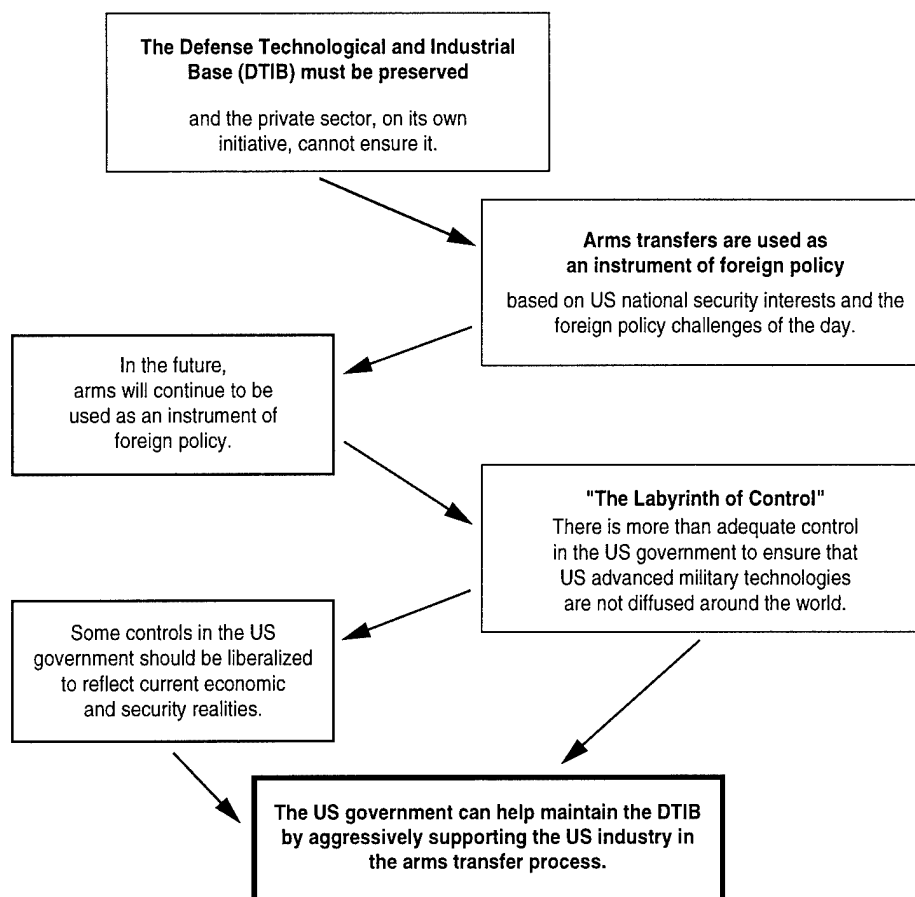 The Defense Technological and Industrial
Base (DTIB) must be preserved
and the private sector, on its own
initiative, cannot ensure it.
Arms transfers are used as
an instrument of foreign policy
based on US national security interests and the
foreign policy challenges of the day.
In the future,
arms will continue to be
used as an instrument of
foreign policy.
"The Labyrinth of Control"
There is more than adequate control
in the US government to ensure that
US advanced military technologies
are not diffused around the world.
Some controls in the US
government should be liberalized
to reflect current economic
and security realities.
The US government can help maintain the DTIB
by aggressively supporting the US industry in
the arms transfer process.